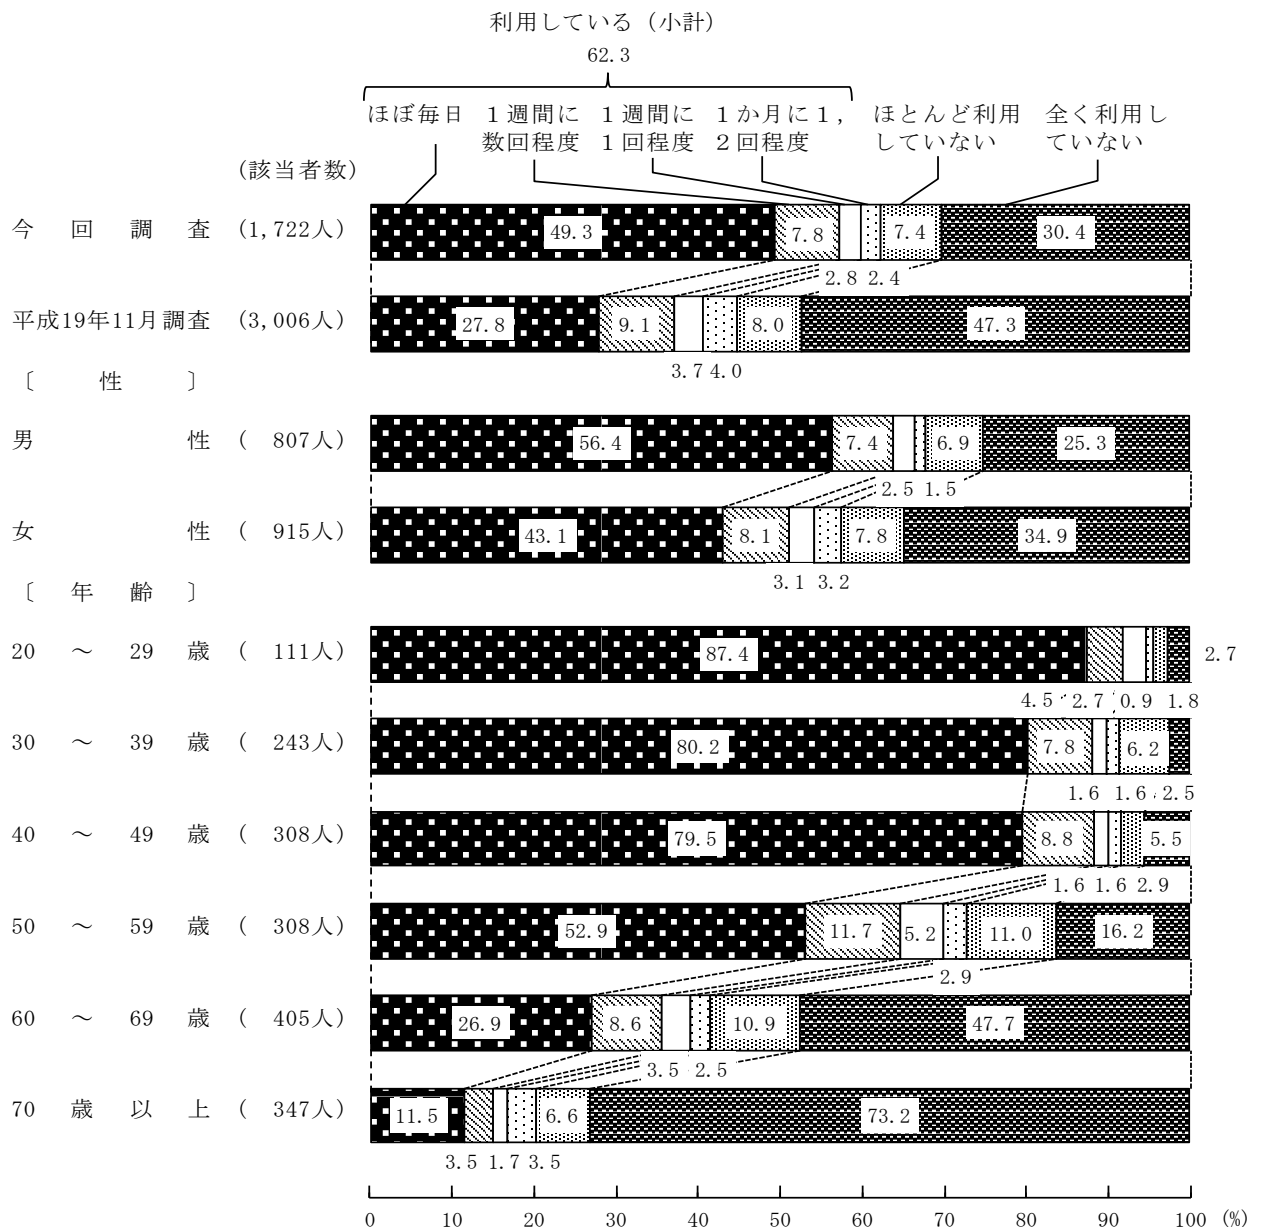 利用している（小計）
62.3
ほぼ毎日 １週間に 数回程度 １週間に １回程度 １か月に１， ２回程度 ほとんど利用 していない 全く利用し ていない
(該当者数)
今回調査 (1,722人) 49.3 7.8 7.4 30.4
2.8 2.4
平成19年11月調査 (3,006人) 27.8 9.1 8.0 47.3
3.7 4.0
〔性〕
男性 (807人) 56.4 7.4 6.9 25.3
2.5 1.5
女性 (915人) 43.1 8.1 7.8 34.9
3.1 3.2
〔年齢〕
20～29歳 (111人) 87.4 2.7
4.5 2.7 0.9 1.8
30～39歳 (243人) 80.2 7.8 6.2
1.6 1.6 2.5
40～49歳 (308人) 79.5 8.8 5.5
1.6 1.6 2.9
50～59歳 (308人) 52.9 11.7 5.2 11.0 16.2
2.9
60～69歳 (405人) 26.9 8.6 10.9 47.7
3.5 2.5
70歳以上 (347人) 11.5 6.6 73.2
3.5 1.7 3.5
0 10 20 30 40 50 60 70 80 90 100 (%)